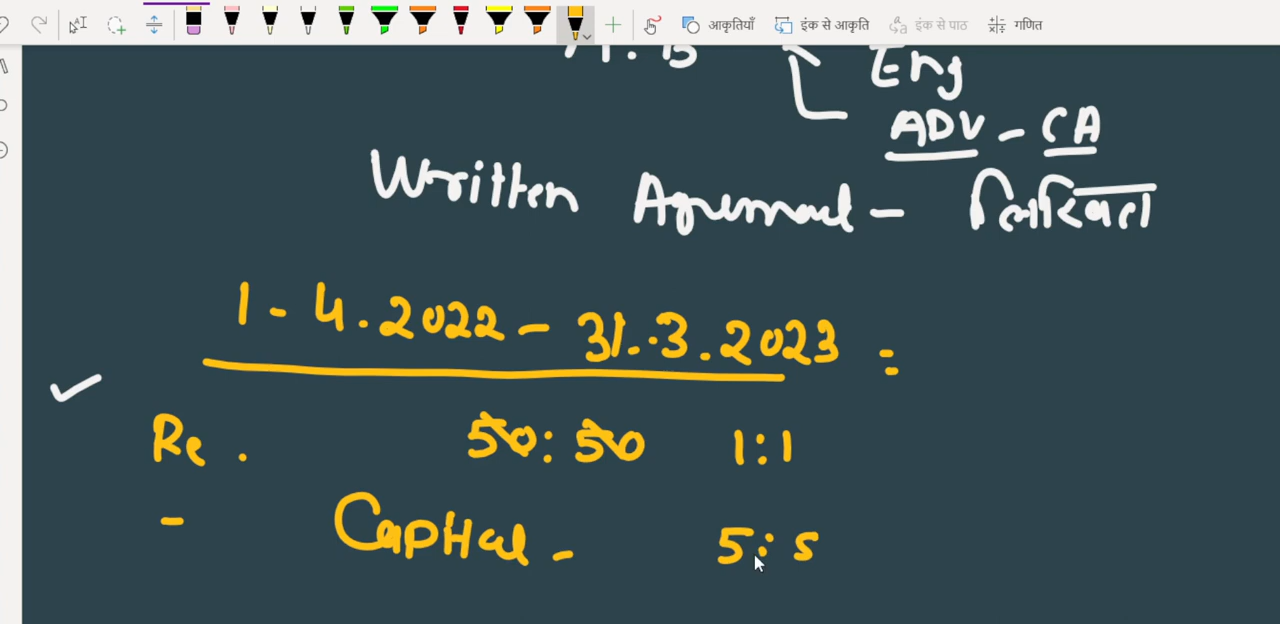 आकृतियाँ इंक से आकृति इंक से पाठ गणित
Eng
ADV - CA
Written -
1 - 4.2022 - 31.3.2023 =
Re . 50:50 1:1
- Capital - 5:5